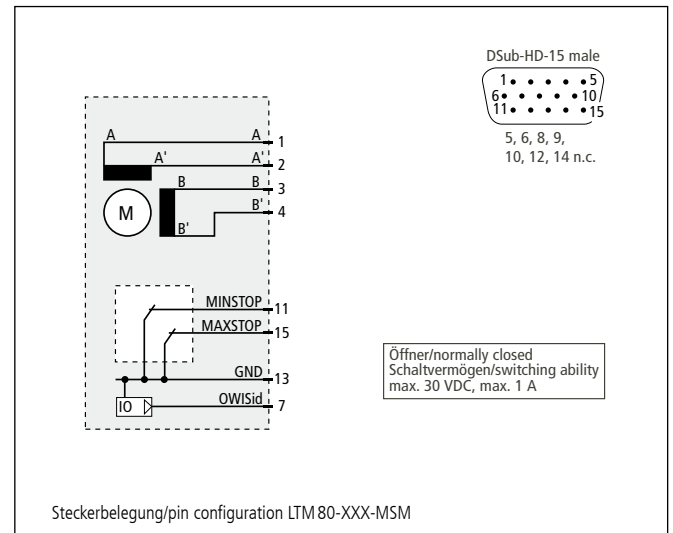 DSub-HD-15 male
1 5
6 10
11 15
5, 6, 8, 9,
10, 12, 14 n.c.
A A 1
A' A' 2
B B 3
B' 4
M
B'
MINSTOP 11
MAXSTOP 15
GND 13
IO OWISid 7
Öffner/normally closed
Schaltvermögen/switching ability
max. 30 VDC, max. 1 A
Steckerbelegung/pin configuration LTM 80-XXX-MSM